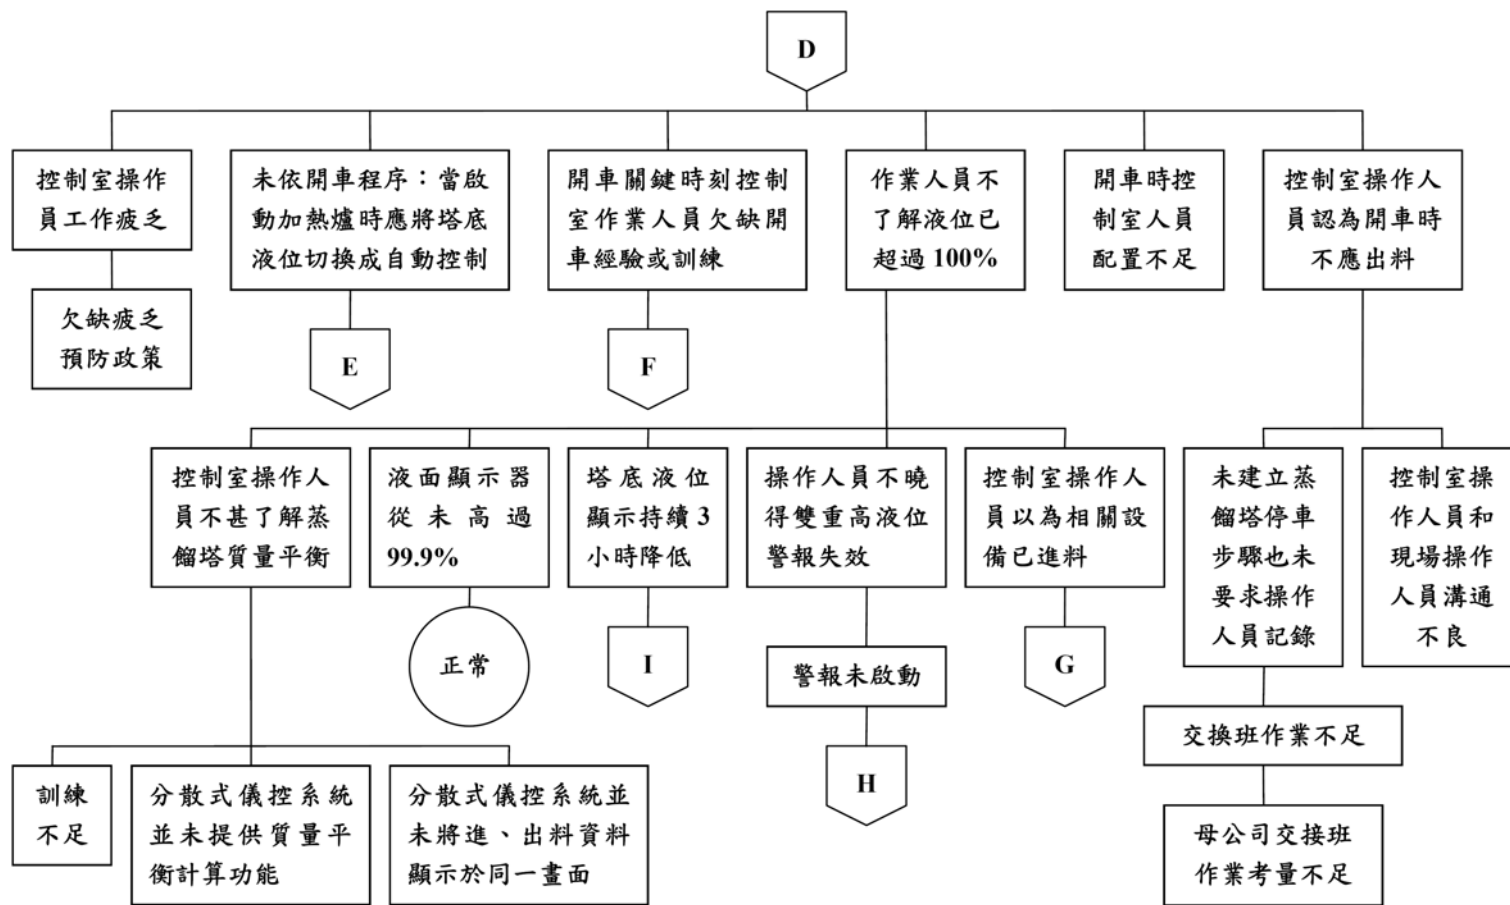 D
控制室操作
員工作疲乏
未依開車程序：當啟
動加熱爐時應將塔底
液位切換成自動控制
開車關鍵時刻控制
室作業人員欠缺開
車經驗或訓練
作業人員不
了解液位已
超過 100%
開車時控
制室人員
配置不足
控制室操作人
員認為開車時
不應出料
欠缺疲乏
預防政策
E
F
控制室操作人
員不甚了解蒸
餾塔質量平衡
液面顯示器
從未高過
99.9%
塔底液位
顯示持續 3
小時降低
操作人員不曉
得雙重高液位
警報失效
控制室操作人
員以為相關設
備已進料
未建立蒸
餾塔停車
步驟也未
要求操作
人員記錄
控制室操
作人員和
現場操作
人員溝通
不良
正常
I
警報未啟動
G
H
交換班作業不足
訓練
不足
分散式儀控系統
並未提供質量平
衡計算功能
分散式儀控系統並
未將進、出料資料
顯示於同一畫面
母公司交接班
作業考量不足